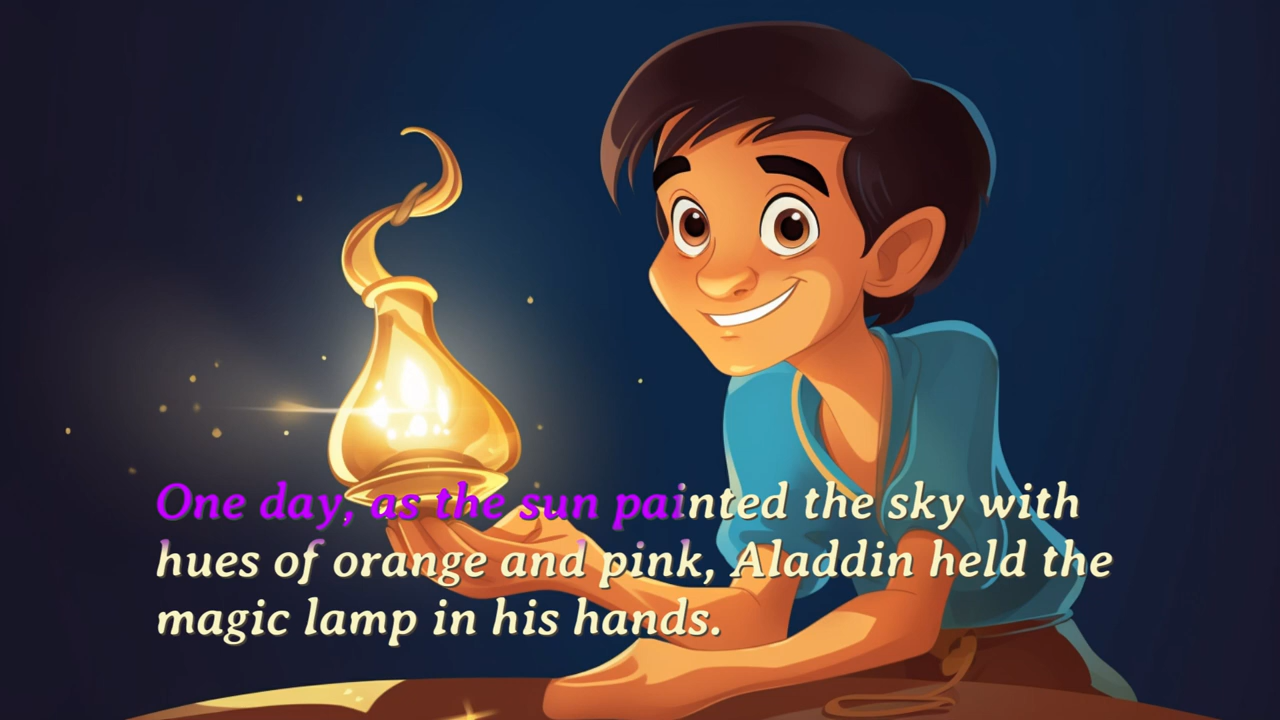 One day, as the sun painted the sky with
hues of orange and pink, Aladdin held the
magic lamp in his hands.